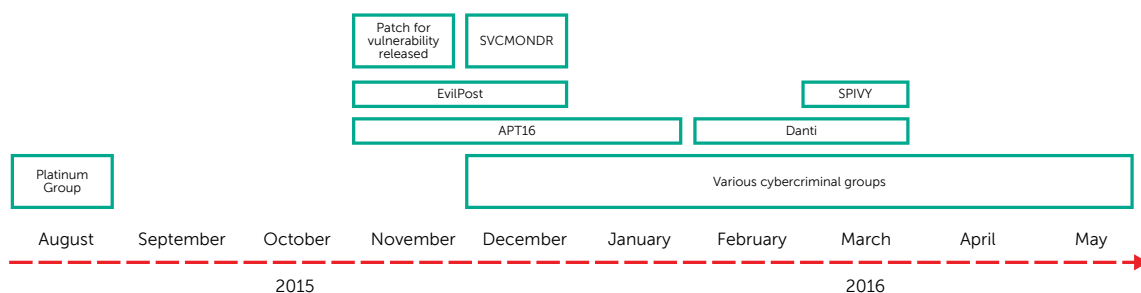 Patch for
vulnerability
released
SVCMONDR
EvilPost
SPIVY
APT16
Danti
Platinum
Group
Various cybercriminal groups
August
September
October
November
December
January
February
March
April
May
2015
2016